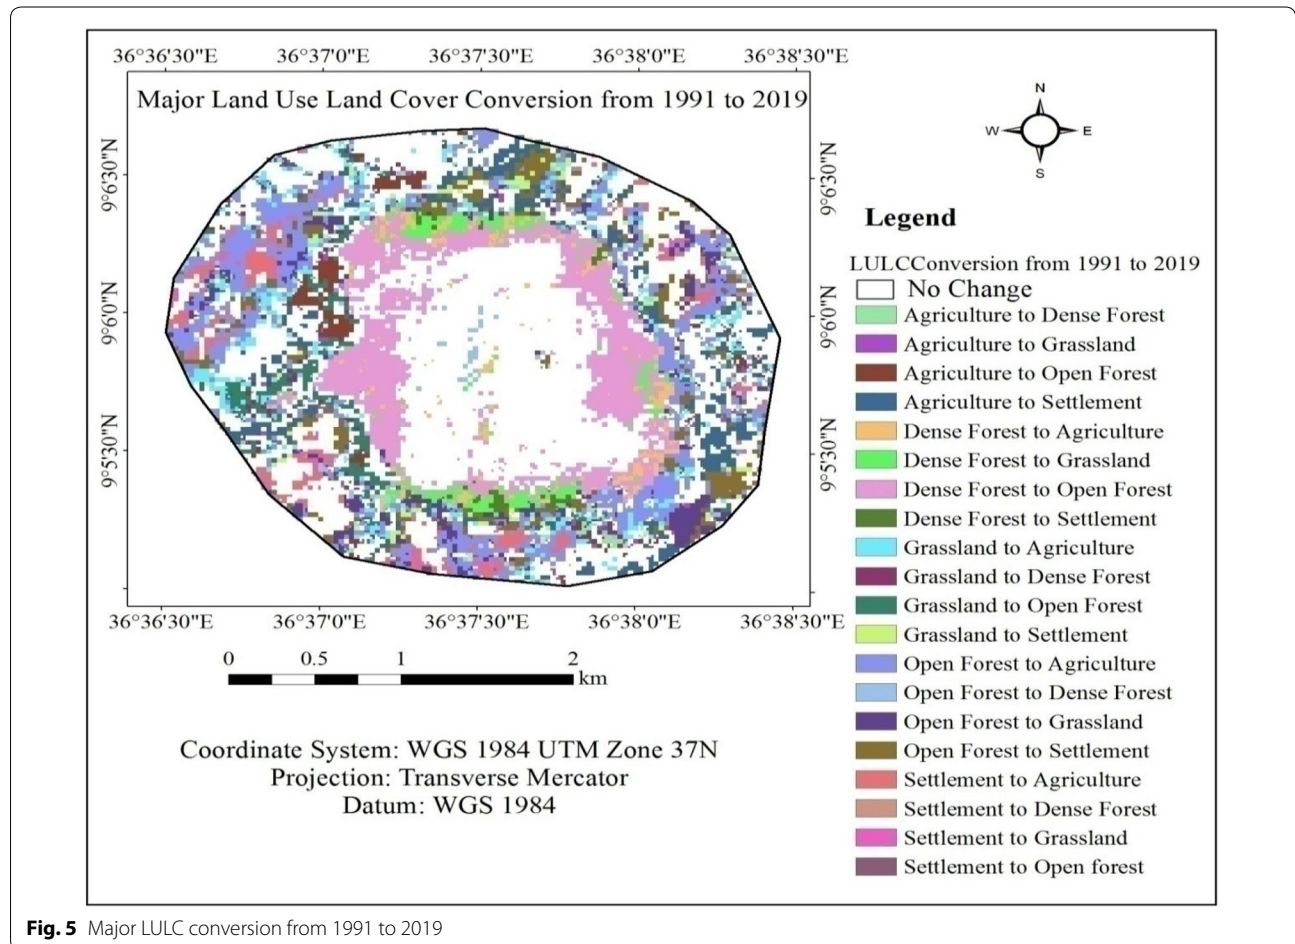 36°36'30"E 36°37'0"E 36°37'30"E 36°38'0"E 36°38'30"E
Major Land Use Land Cover Conversion from 1991 to 2019
N
W E
S
9°6'30"N 9°6'30"N
9°6'0"N 9°6'0"N
9°5'30"N 9°5'30"N
36°36'30"E 36°37'0"E 36°37'30"E 36°38'0"E 36°38'30"E
0 0.5 1 2
km
Coordinate System: WGS 1984 UTM Zone 37N
Projection: Transverse Mercator
Datum: WGS 1984
Legend
LULCConversion from 1991 to 2019
No Change
Agriculture to Dense Forest
Agriculture to Grassland
Agriculture to Open Forest
Agriculture to Settlement
Dense Forest to Agriculture
Dense Forest to Grassland
Dense Forest to Open Forest
Dense Forest to Settlement
Grassland to Agriculture
Grassland to Dense Forest
Grassland to Open Forest
Grassland to Settlement
Open Forest to Agriculture
Open Forest to Dense Forest
Open Forest to Grassland
Open Forest to Settlement
Settlement to Agriculture
Settlement to Dense Forest
Settlement to Grassland
Settlement to Open forest
Fig. 5 Major LULC conversion from 1991 to 2019